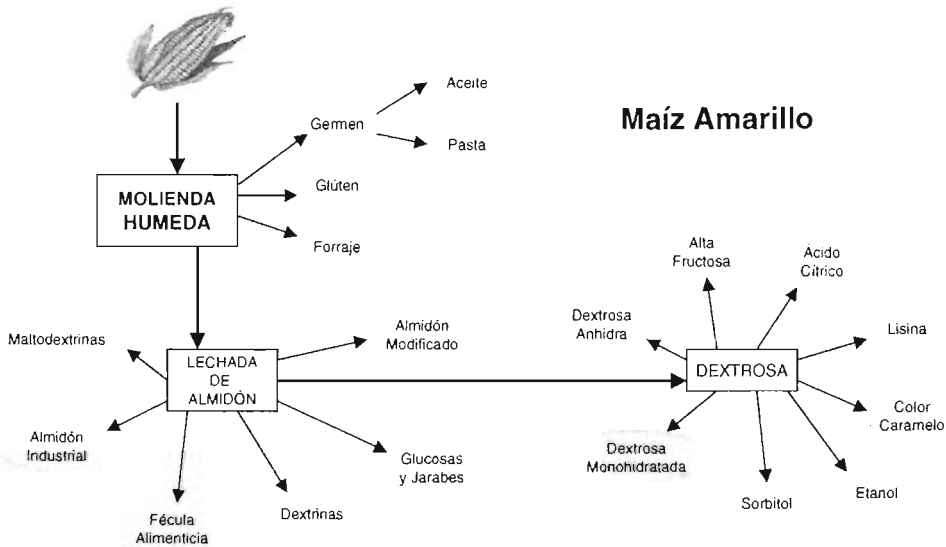 Aceite
Maíz Amarillo
Germen
Pasta
MOLIENDA
HUMEDA
Glúten
Forraje
Alta
Fructosa
Ácido
Cítrico
Maltodextrinas
Almidón
Modificado
Dextrosa
Anhidra
Lisina
LECHADA
DE
ALMIDÓN
DEXTROSA
Color
Caramelo
Almidón
Industrial
Glucosas
y Jarabes
Dextrosa
Monohidratada
Fécula
Alimenticia
Dextrinas
Sorbitol
Etanol